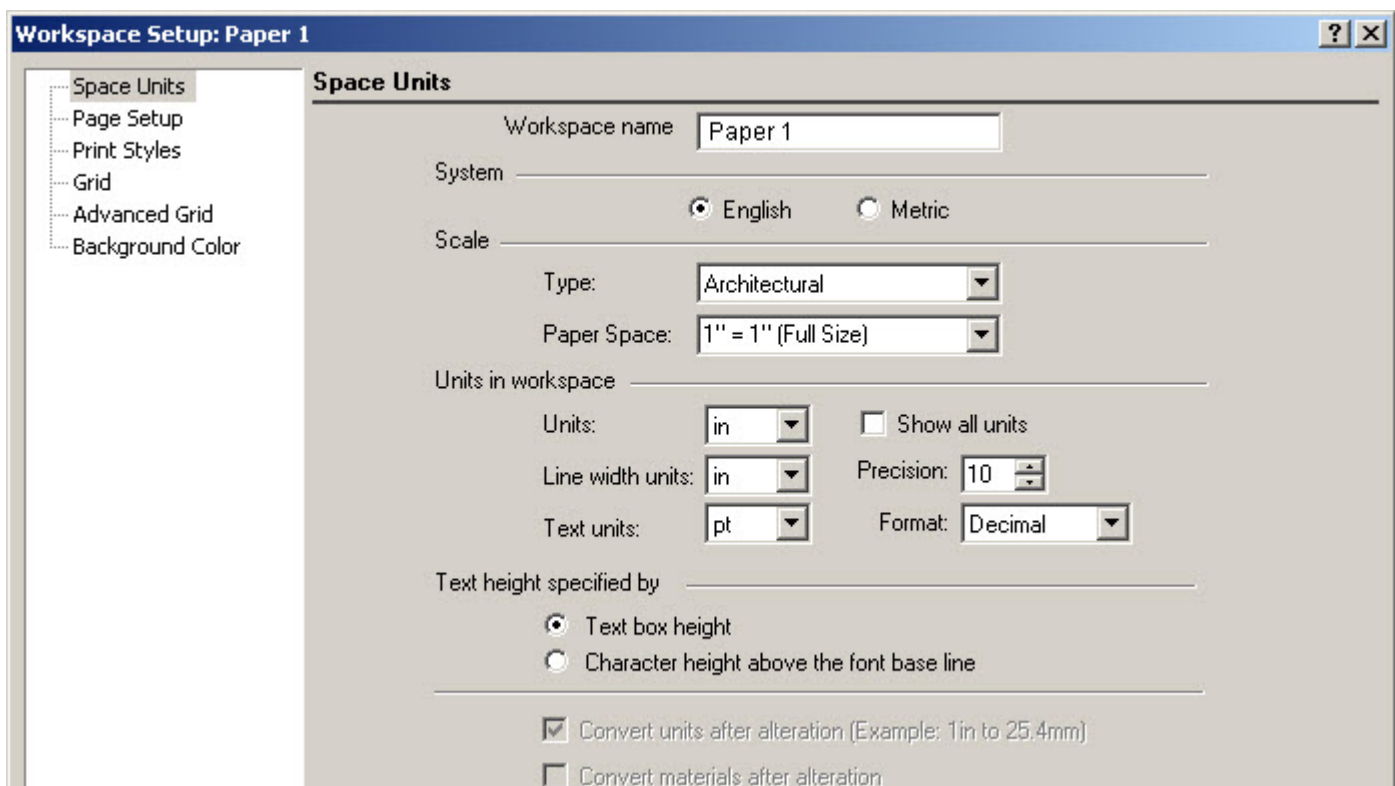 Workspace Setup: Paper 1
Space Units
Page Setup
Print Styles
Grid
Advanced Grid
Background Color
Space Units
Workspace name Paper 1
System
English Metric
Scale
Type: Architectural
Paper Space: 1" = 1" (Full Size)
Units in workspace
Units: in Show all units
Line width units: in Precision: 10
Text units: pt Format: Decimal
Text height specified by
Text box height
Character height above the font base line
Convert units after alteration (Example: 1in to 25.4mm)
Convert materials after alteration